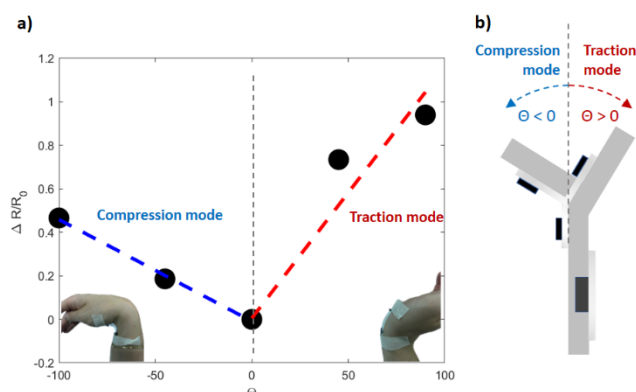 a)
1.2
1
0.8
0.6
0.4
0.2
0
-0.2
Δ R/R0
Compression mode
Traction mode
-100
-50
0
50
100
b)
Compression
mode
Traction
mode
Θ < 0
Θ > 0